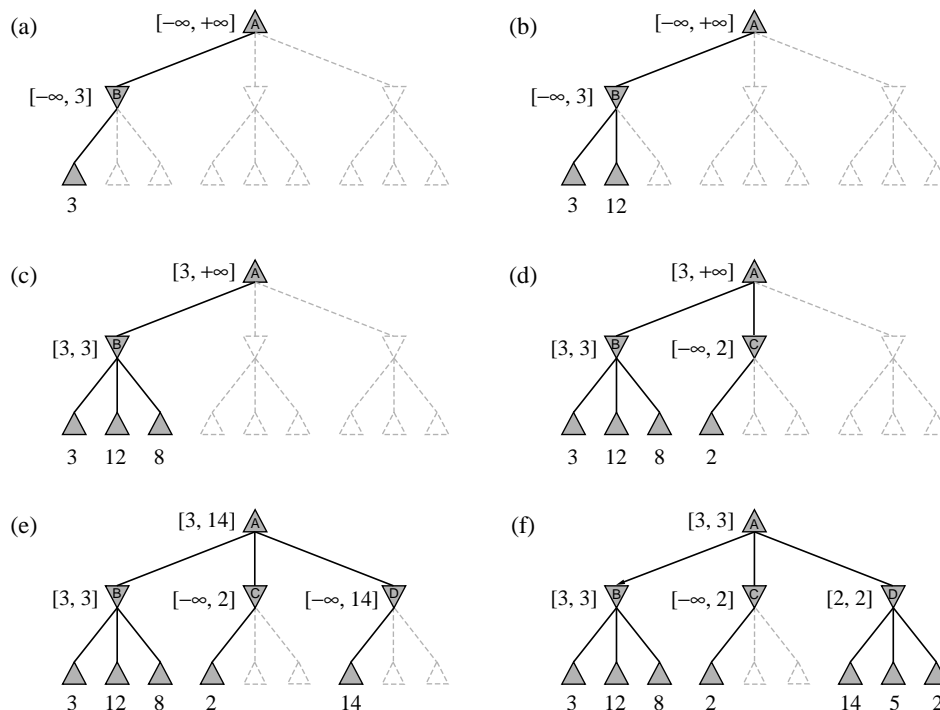 (a)
[−∞, +∞]
A
[−∞, 3]
B
3
(b)
[−∞, +∞]
A
[−∞, 3]
B
3 12
(c)
[3, +∞]
A
[3, 3]
B
3 12 8
(d)
[3, +∞]
A
[3, 3]
B
[−∞, 2]
C
3 12 8 2
(e)
[3, 14]
A
[3, 3]
B
[−∞, 2]
C
[−∞, 14]
D
3 12 8 2 14
(f)
[3, 3]
A
[3, 3]
B
[−∞, 2]
C
[2, 2]
D
3 12 8 2 14 5 2